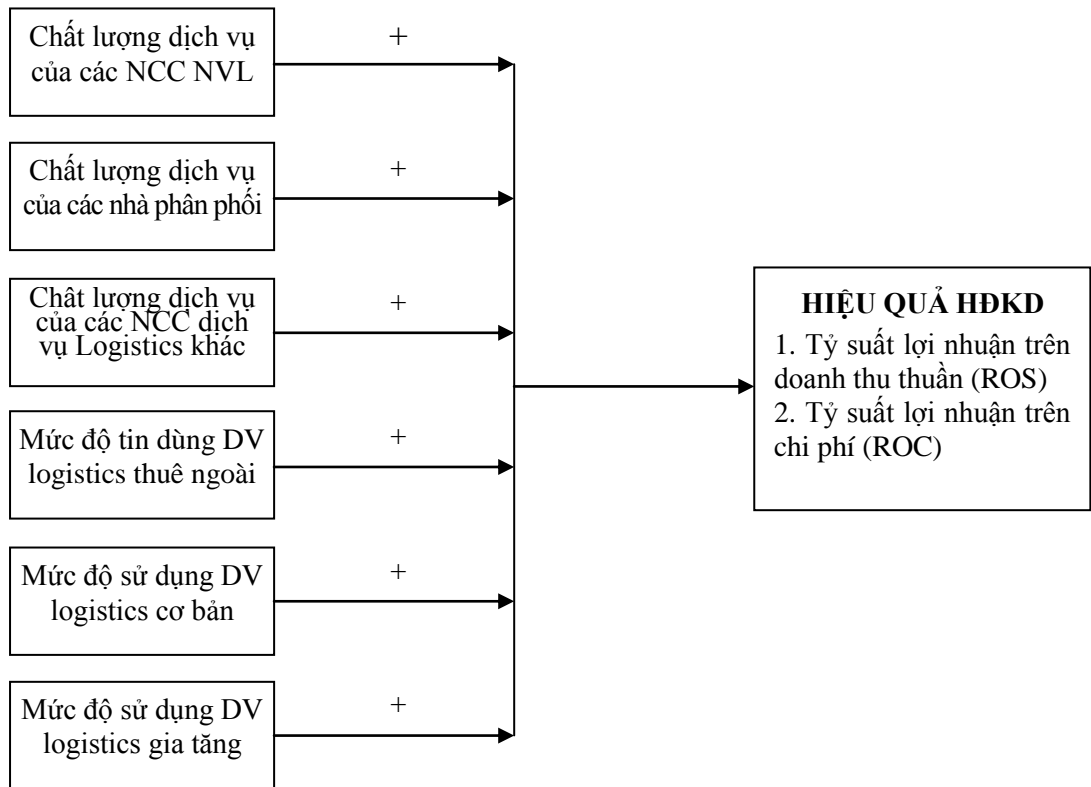 Chất lượng dịch vụ
của các NCC NVL
+
Chất lượng dịch vụ
của các nhà phân phối
+
Chât lượng dịch vụ
của các NCC dịch
vụ Logistics khác
+
Mức độ tin dùng DV
logistics thuê ngoài
+
Mức độ sử dụng DV
logistics cơ bản
+
Mức độ sử dụng DV
logistics gia tăng
+
HIỆU QUẢ HĐKD
1. Tỷ suất lợi nhuận trên
doanh thu thuần (ROS)
2. Tỷ suất lợi nhuận trên
chi phí (ROC)